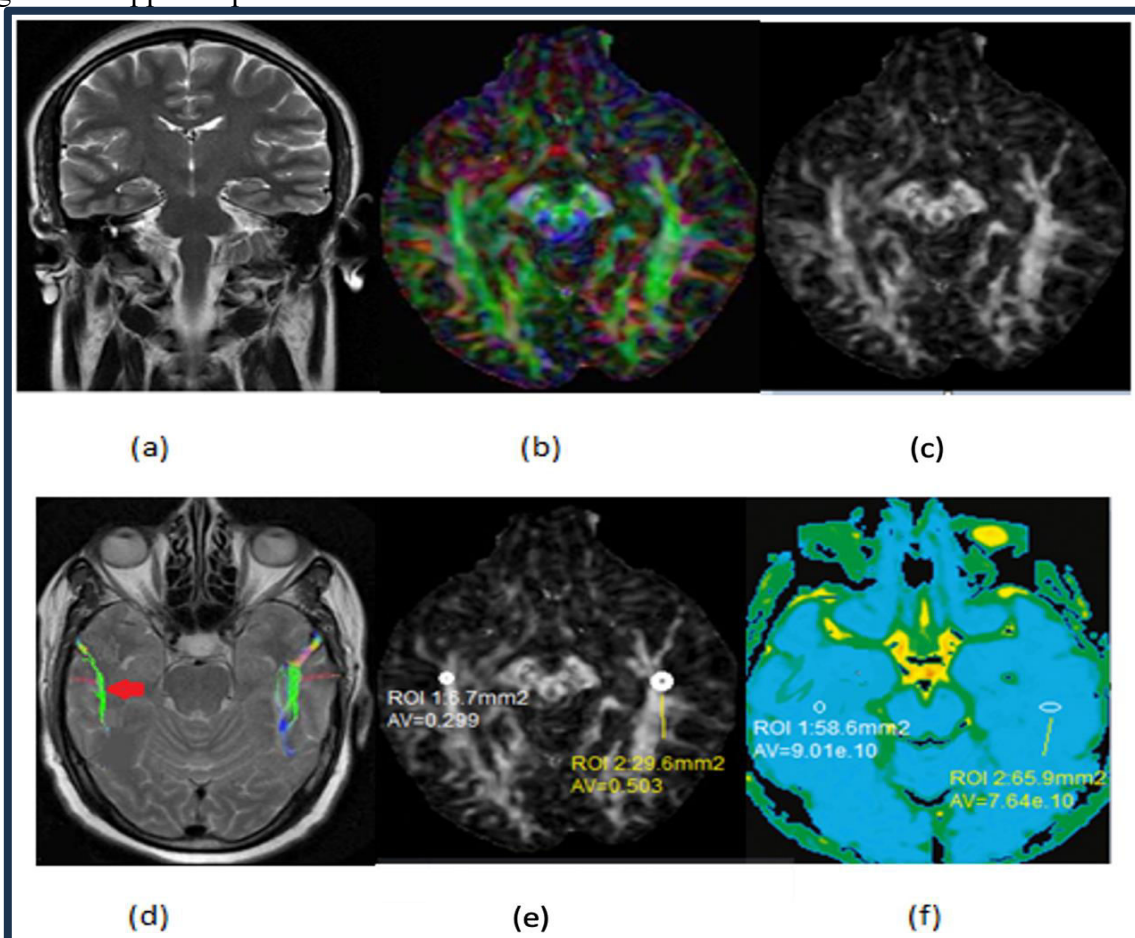 (a)
(b)
(c)
ROI 1:6.7mm2
AV=0.299
ROI 2:29.6mm2
AV=0.503
ROI 1:58.6mm2
AV=9.01e.10
ROI 2:65.9mm2
AV=7.64e.10
(d)
(e)
(f)